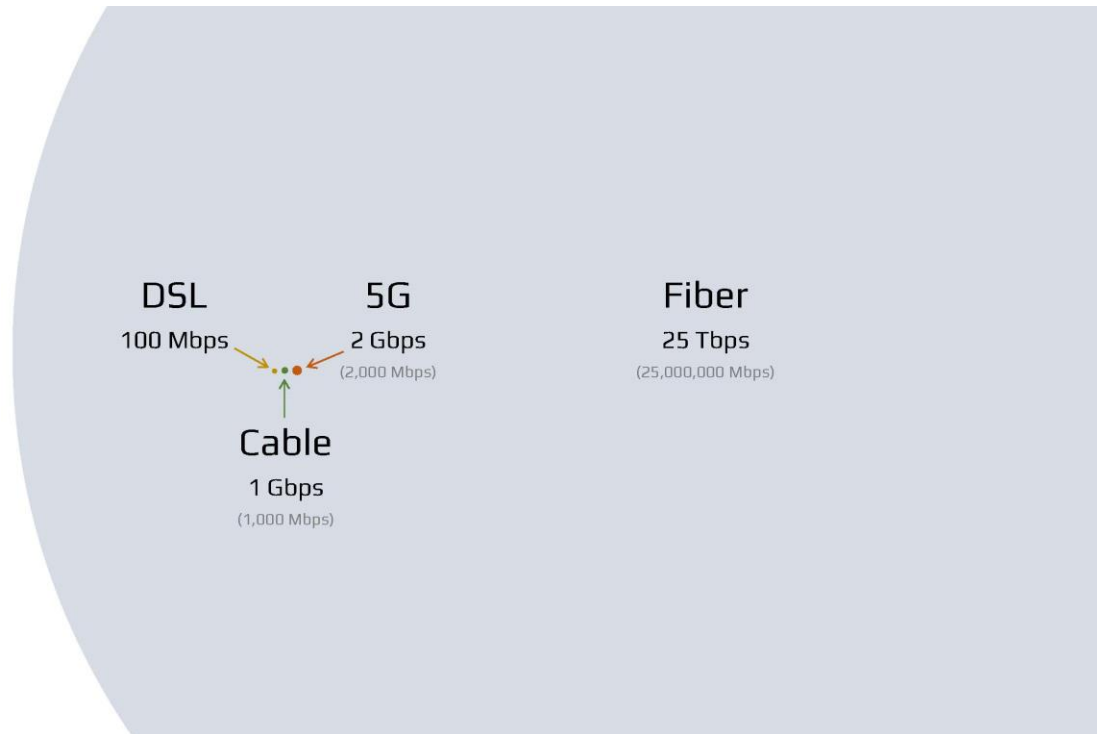 DSL
100 Mbps
5G
2 Gbps
(2,000 Mbps)
Cable
1 Gbps
(1,000 Mbps)
Fiber
25 Tbps
(25,000,000 Mbps)